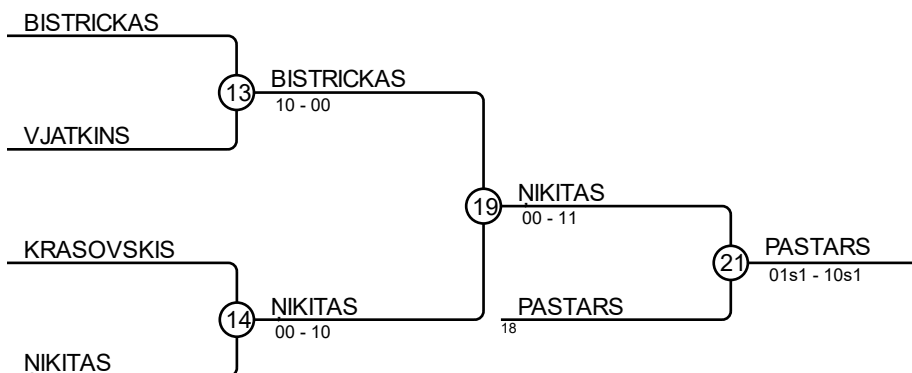 BISTRICKAS
13
BISTRICKAS
10 - 00
VJATKINS
19
NIKITAS
00 - 11
KRASOVSKIS
21
PASTARS
01s1 - 10s1
14
NIKITAS
00 - 10
PASTARS
18
NIKITAS